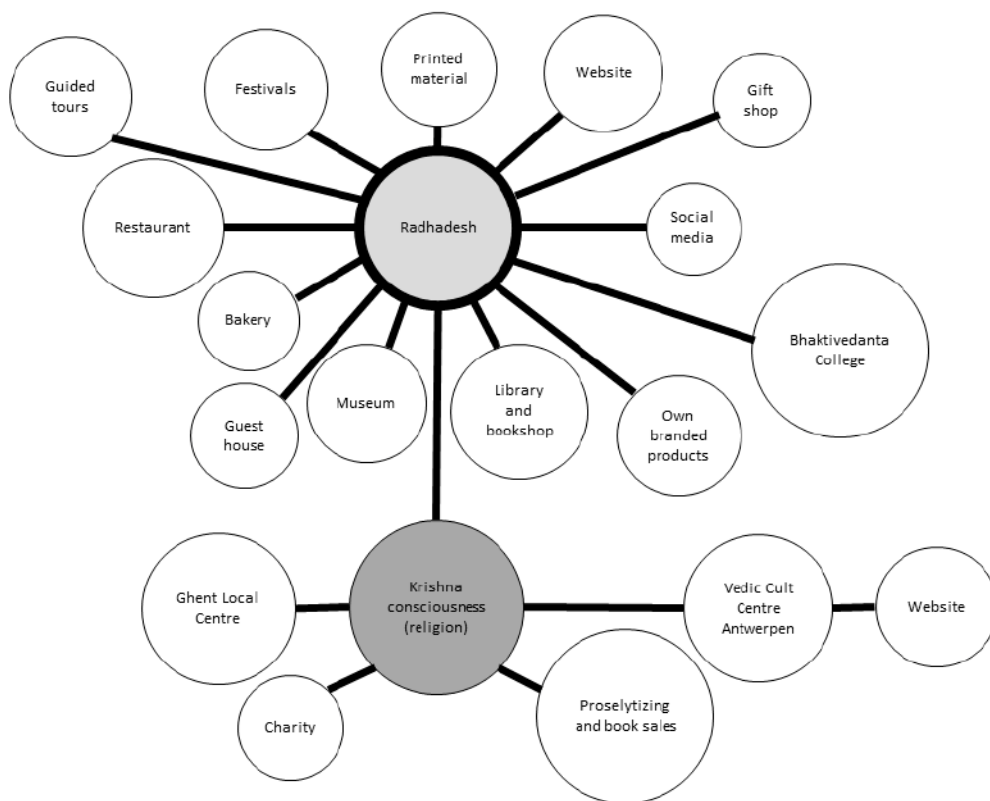 Printed
material
Website
Guided
tours
Festivals
Gift
shop
Restaurant
Radhadesh
Social
media
Bakery
Bhaktivedanta
College
Museum
Library
and
bookshop
Guest
house
Own
branded
products
Ghent Local
Centre
Krishna
consciousness
(religion)
Vedic Cult
Centre
Antwerpen
Website
Charity
Proselytizing
and book sales